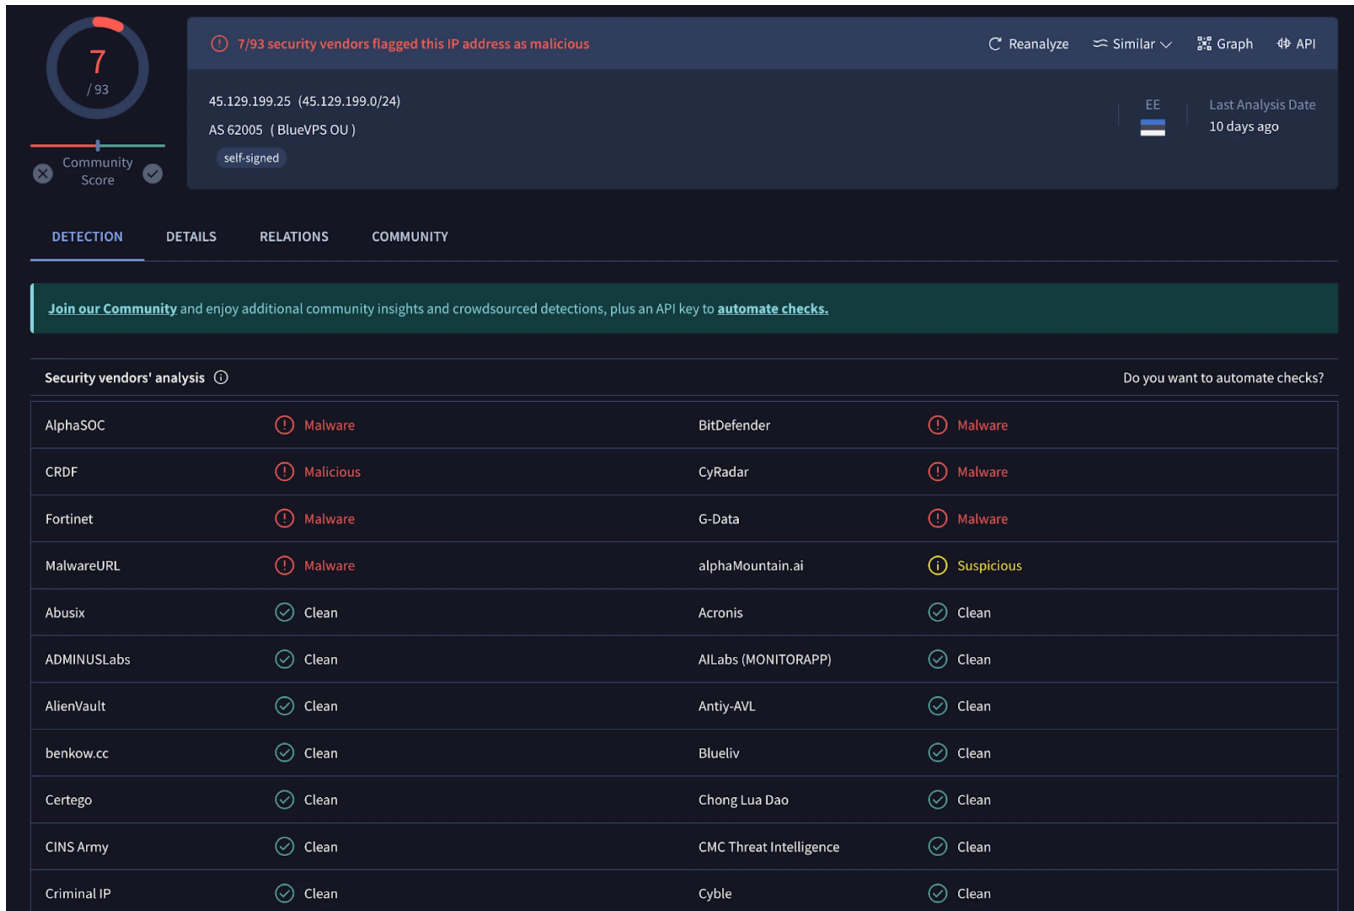 7
/ 93
Community
Score
7/93 security vendors flagged this IP address as malicious
Reanalyze
Similar
Graph
API
45.129.199.25 (45.129.199.0/24)
AS 62005 ( BlueVPS OU )
self-signed
EE
Last Analysis Date
10 days ago
DETECTION DETAILS RELATIONS COMMUNITY
Join our Community and enjoy additional community insights and crowdsourced detections, plus an API key to automate checks.
Security vendors' analysis Do you want to automate checks?
AlphaSOC Malware BitDefender Malware
CRDF Malicious CyRadar Malware
Fortinet Malware G-Data Malware
MalwareURL Malware alphaMountain.ai Suspicious
Abusix Clean Acronis Clean
ADMINUSLabs Clean AILabs (MONITORAPP) Clean
AlienVault Clean Antiy-AVL Clean
benkow.cc Clean Blueliv Clean
Certego Clean Chong Lua Dao Clean
CINS Army Clean CMC Threat Intelligence Clean
Criminal IP Clean Cyble Clean